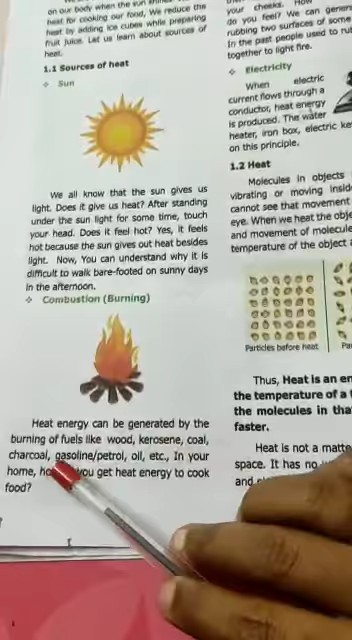 on our body when the sun shines
heat for cooking our food, We reduce the
heat by adding ice cubes while preparing
fruit juice. Let us learn about sources of
heat.
1.1 Sources of heat
❖ Sun
We all know that the sun gives us
light. Does it give us heat? After standing
under the sun light for some time, touch
your head. Does it feel hot? Yes, it feels
hot because the sun gives out heat besides
light. Now, You can understand why it is
difficult to walk bare-footed on sunny days
in the afternoon.
❖ Combustion (Burning)
Heat energy can be generated by the
burning of fuels like wood, kerosene, coal,
charcoal, gasoline/petrol, oil, etc., In your
home, you get heat energy to cook
food?
your cheeks. How
do you feel? We can gener
rubbing two surfaces of some
In the past people used to rub
together to light fire.
❖ Electricity
When electric
current flows through a
conductor, heat energy
is produced. The water
heater, iron box, electric ke
on this principle.
1.2 Heat
Molecules in objects
vibrating or moving insid
cannot see that movement
eye. When we heat the obj
and movement of molecule
temperature of the object
Particles before heat Pa
Thus, Heat is an en
the temperature of a
the molecules in tha
faster.
Heat is not a matte
space. It has no
and